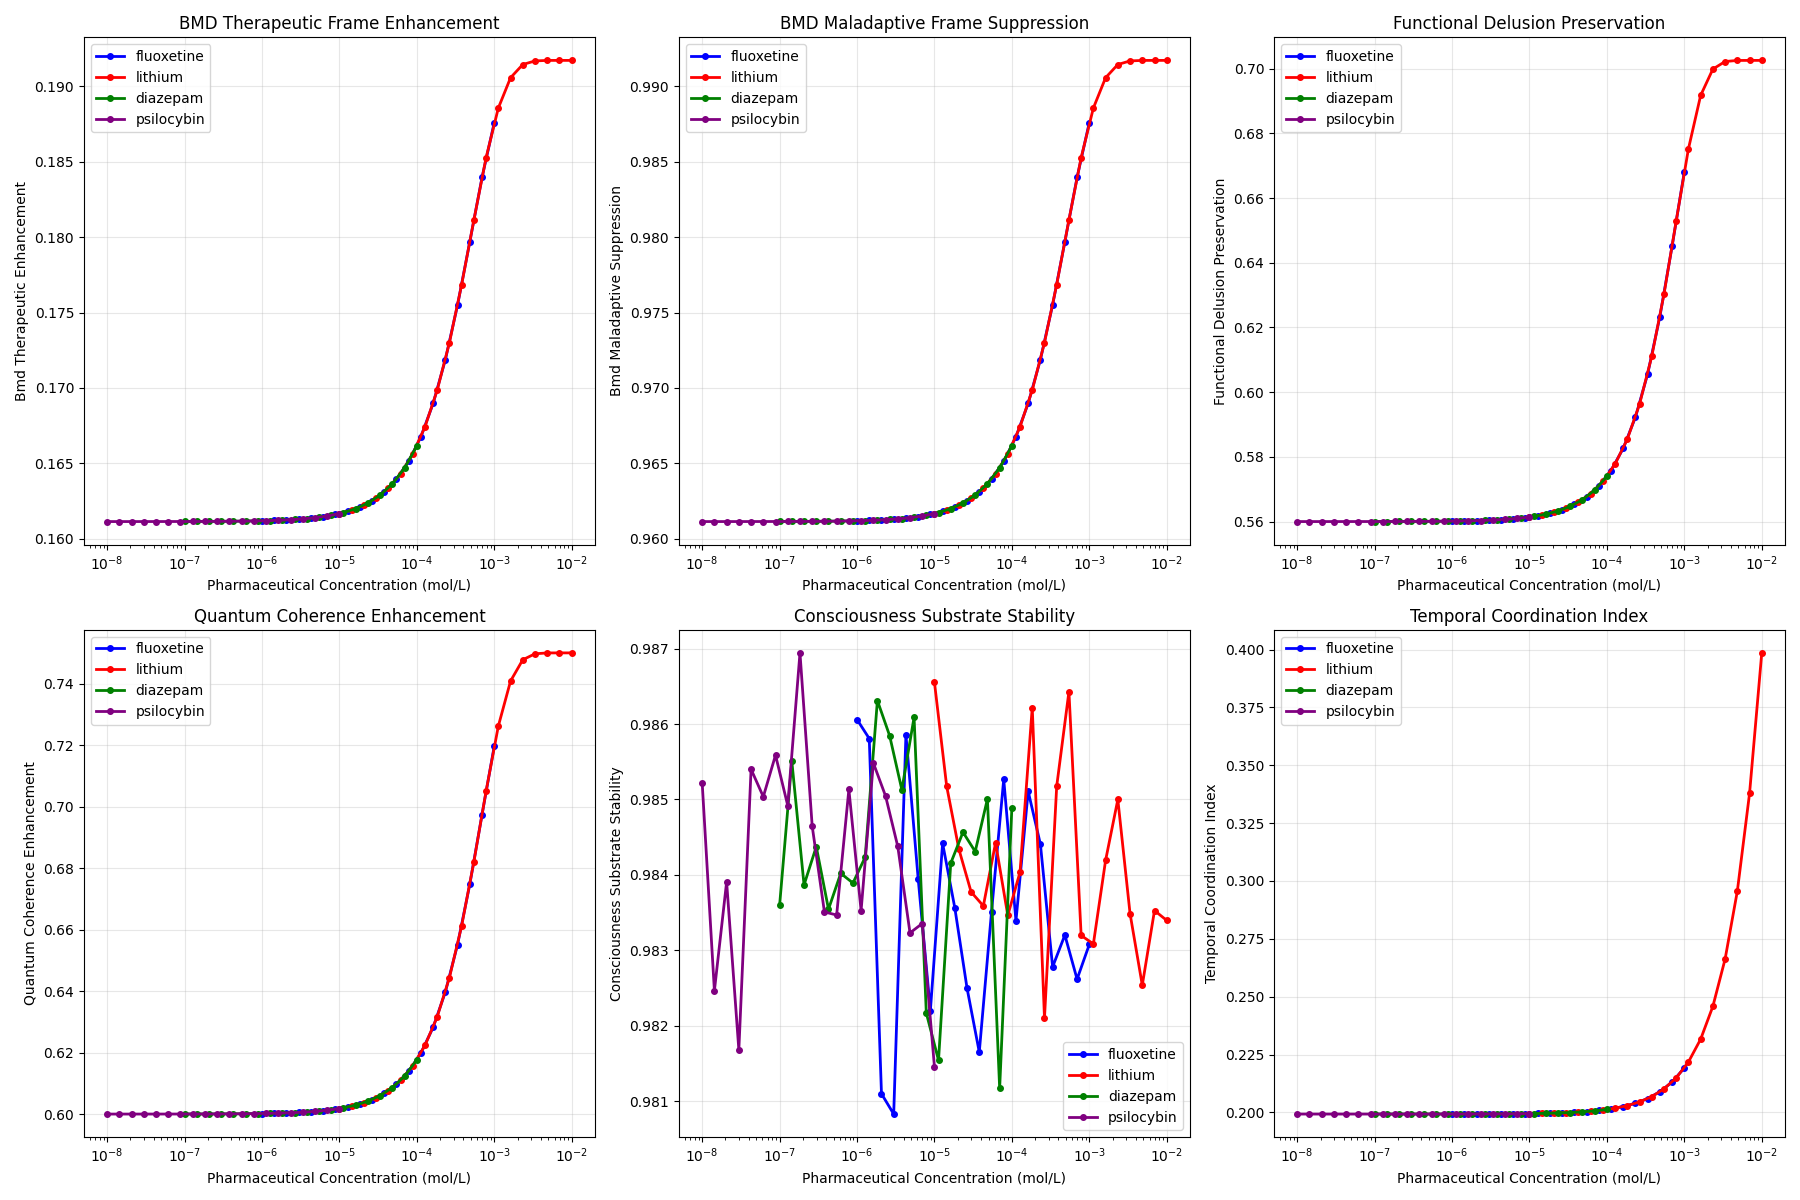 BMD Therapeutic Frame Enhancement
fluoxetine
lithium
diazepam
psilocybin
0.190
0.185
0.180
0.175
0.170
0.165
0.160
Bmd Therapeutic Enhancement
10⁻⁸ 10⁻⁷ 10⁻⁶ 10⁻⁵ 10⁻⁴ 10⁻³ 10⁻²
Pharmaceutical Concentration (mol/L)
BMD Maladaptive Frame Suppression
fluoxetine
lithium
diazepam
psilocybin
0.990
0.985
0.980
0.975
0.970
0.965
0.960
Bmd Maladaptive Suppression
10⁻⁸ 10⁻⁷ 10⁻⁶ 10⁻⁵ 10⁻⁴ 10⁻³ 10⁻²
Pharmaceutical Concentration (mol/L)
Functional Delusion Preservation
fluoxetine
lithium
diazepam
psilocybin
0.70
0.68
0.66
0.64
0.62
0.60
0.58
0.56
Functional Delusion Preservation
10⁻⁸ 10⁻⁷ 10⁻⁶ 10⁻⁵ 10⁻⁴ 10⁻³ 10⁻²
Pharmaceutical Concentration (mol/L)
Quantum Coherence Enhancement
fluoxetine
lithium
diazepam
psilocybin
0.74
0.72
0.70
0.68
0.66
0.64
0.62
0.60
Quantum Coherence Enhancement
10⁻⁸ 10⁻⁷ 10⁻⁶ 10⁻⁵ 10⁻⁴ 10⁻³ 10⁻²
Pharmaceutical Concentration (mol/L)
Consciousness Substrate Stability
0.987
0.986
0.985
0.984
0.983
0.982
0.981
Consciousness Substrate Stability
fluoxetine
lithium
diazepam
psilocybin
10⁻⁸ 10⁻⁷ 10⁻⁶ 10⁻⁵ 10⁻⁴ 10⁻³ 10⁻²
Pharmaceutical Concentration (mol/L)
Temporal Coordination Index
fluoxetine
lithium
diazepam
psilocybin
0.400
0.375
0.350
0.325
0.300
0.275
0.250
0.225
0.200
Temporal Coordination Index
10⁻⁸ 10⁻⁷ 10⁻⁶ 10⁻⁵ 10⁻⁴ 10⁻³ 10⁻²
Pharmaceutical Concentration (mol/L)